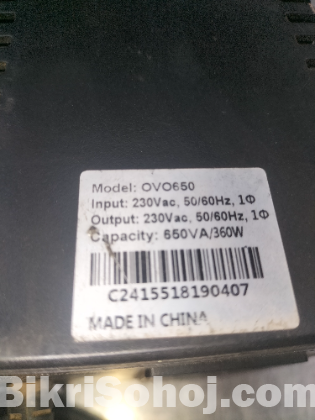 Model: OVO650
Input: 230Vac, 50/60Hz, 1Φ
Output: 230Vac, 50/60Hz, 1Φ
Capacity: 650VA/360W
C2415518190407
MADE IN CHINA
BikriSohoj.com